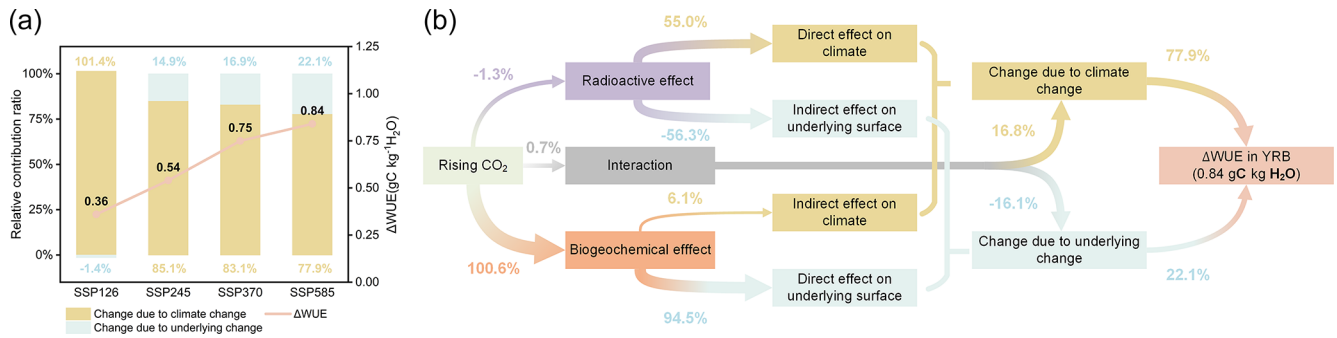 (a)
Relative contribution ratio
100%
75%
50%
25%
0%
101.4%
14.9%
16.9%
22.1%
0.36
0.54
0.75
0.84
-1.4%
85.1%
83.1%
77.9%
SSP126
SSP245
SSP370
SSP585
1.25
1.00
0.75
0.50
0.25
0.00
ΔWUE(gC kg⁻¹H₂O)
Change due to climate change
ΔWUE
Change due to underlying change
(b)
Rising CO₂
-1.3%
0.7%
100.6%
Radioactive effect
Interaction
Biogeochemical efffect
55.0%
-56.3%
6.1%
94.5%
Direct effect on
climate
Indirect effect on
underlying surface
Indirect effect on
climate
Direct effect on
underlying surface
16.8%
-16.1%
Change due to climate
change
Change due to underlying
change
77.9%
22.1%
ΔWUE in YRB
(0.84 gC kg H₂O)